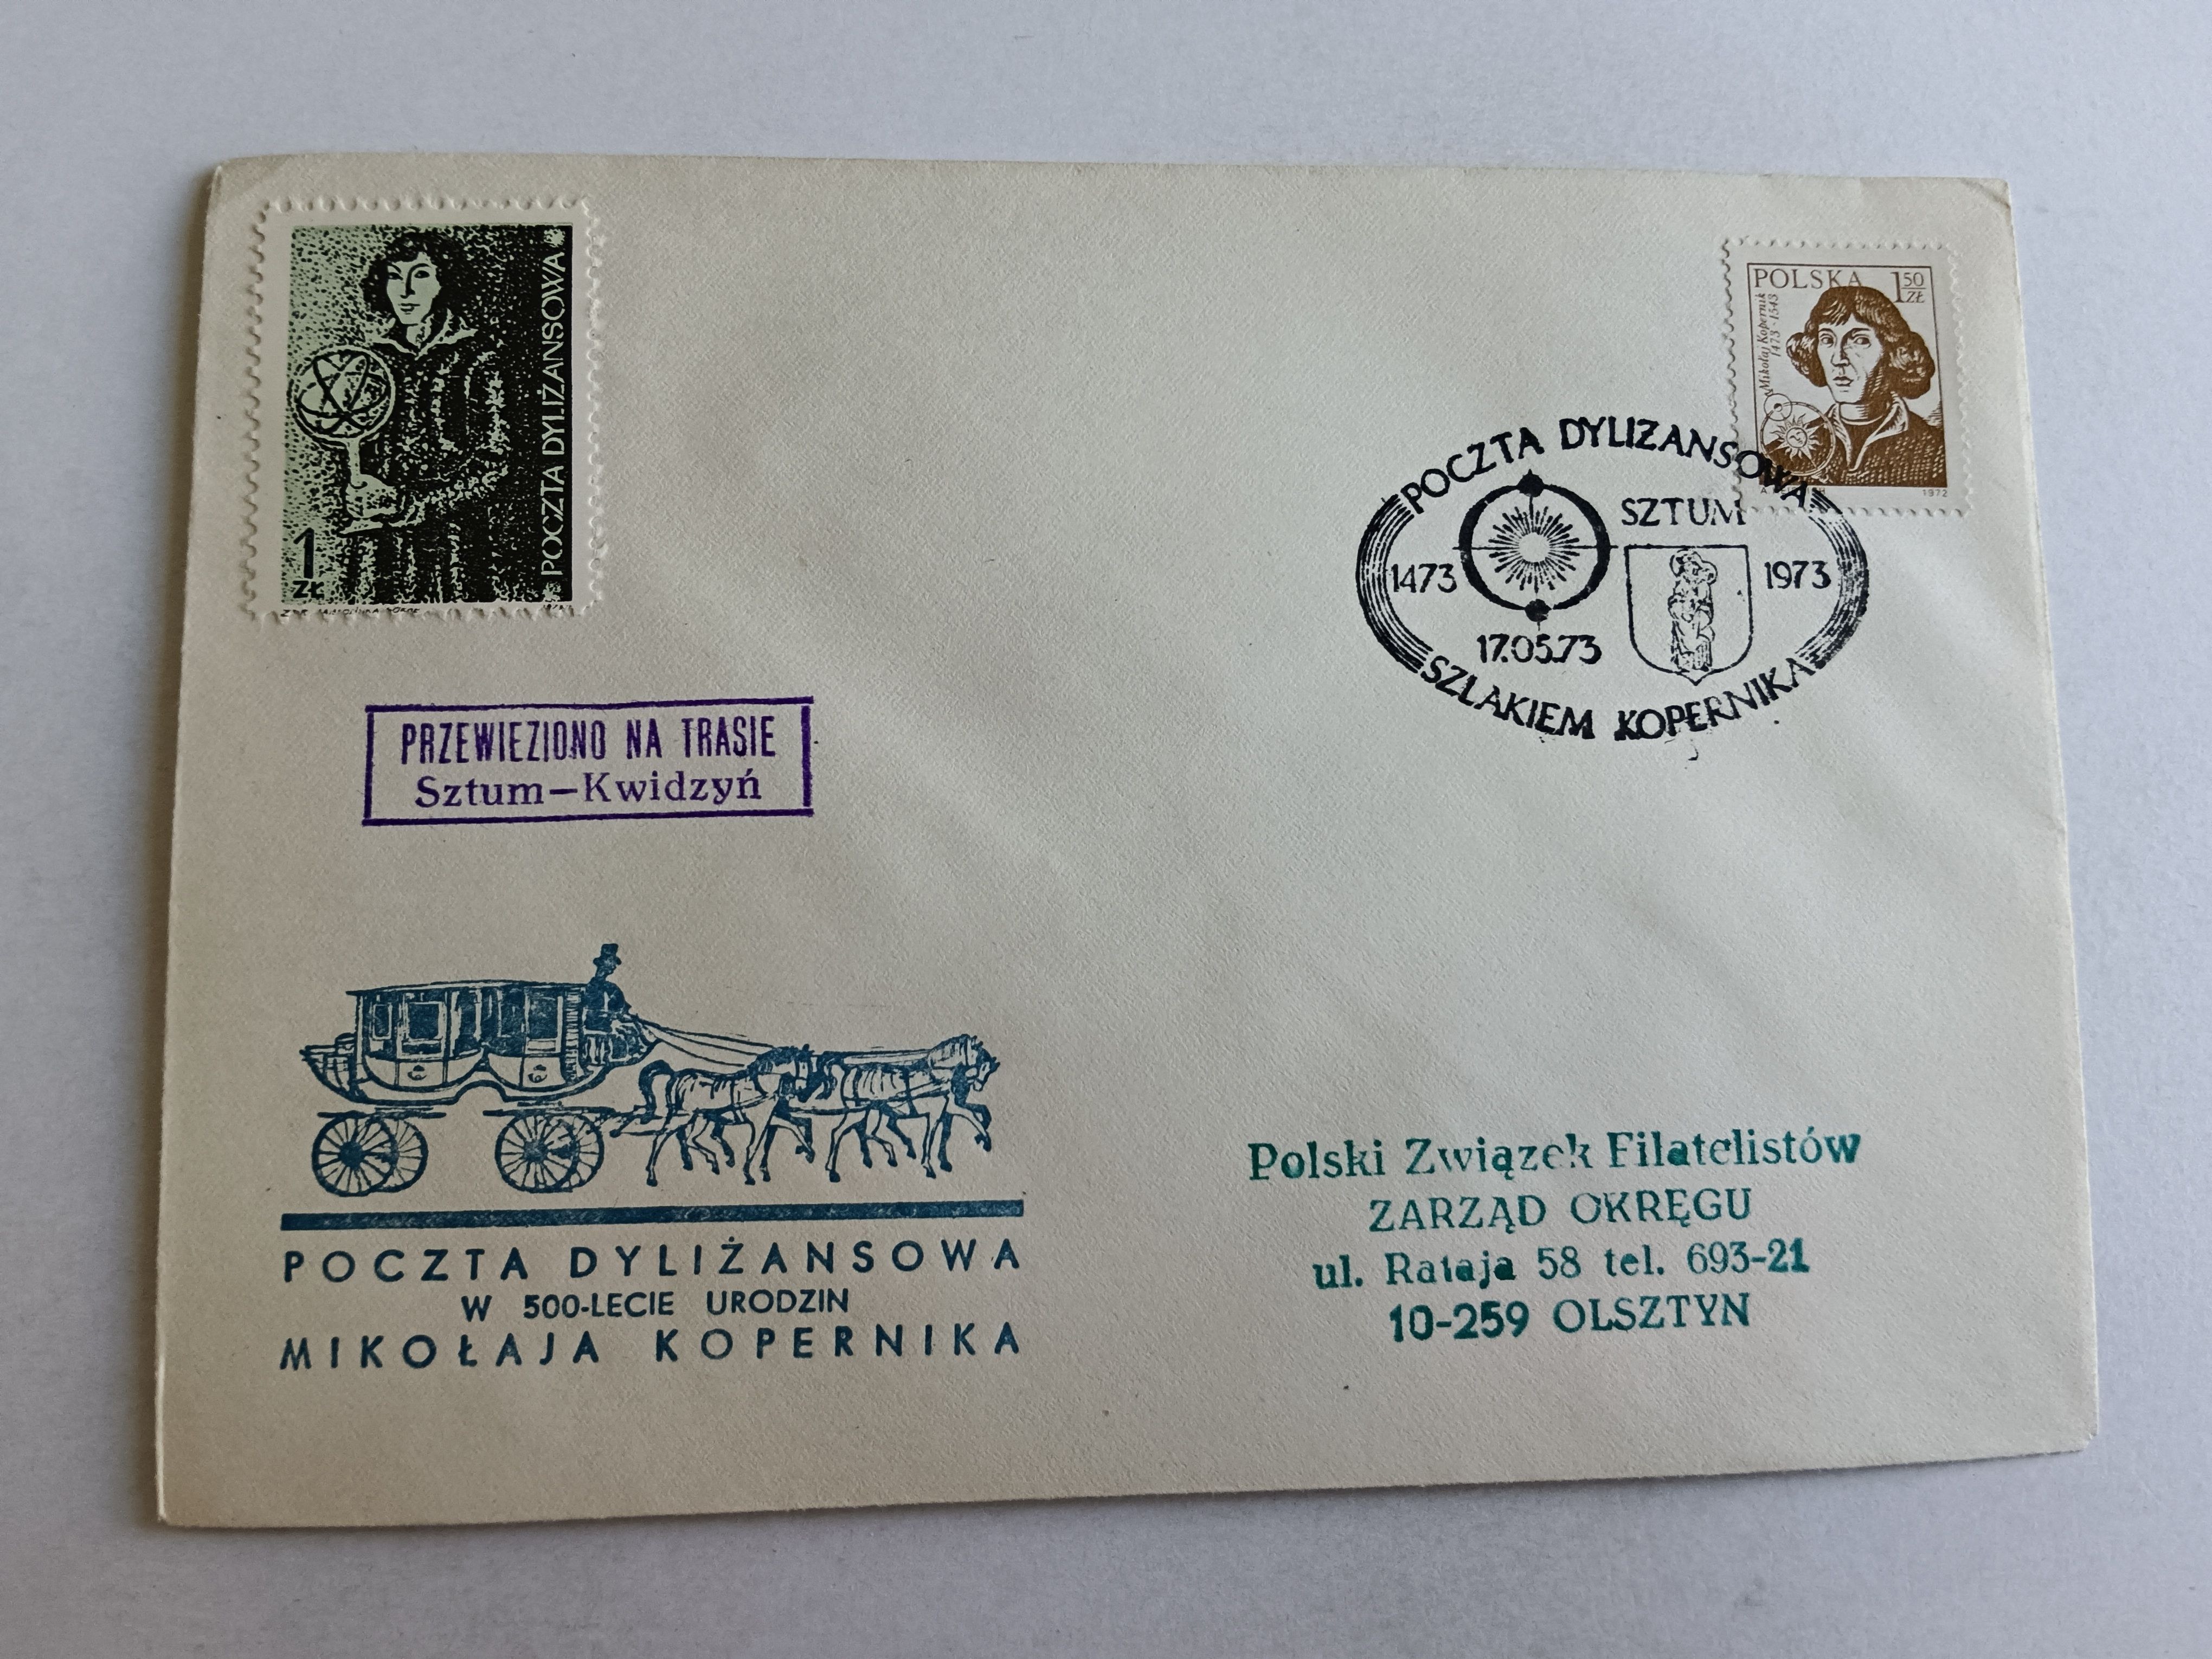 POCZTA DYLIŻANSOWA
1
ZŁ
POLSKA 1 50
ZŁ
Mikołaj Kopernik
1473-1543
1972
POCZTA DYLIŻANSOWA
SZTUM
1473 1973
17.05.73
SZLAKIEM KOPERNIKA
PRZEWIEZIONO NA TRASIE
Sztum—Kwidzyń
POCZTA DYLIŻANSOWA
W 500-LECIE URODZIN
MIKOŁAJA KOPERNIKA
Polski Związek Filatelistów
ZARZĄD OKRĘGU
ul. Rataja 58 tel. 693-21
10-259 OLSZTYN